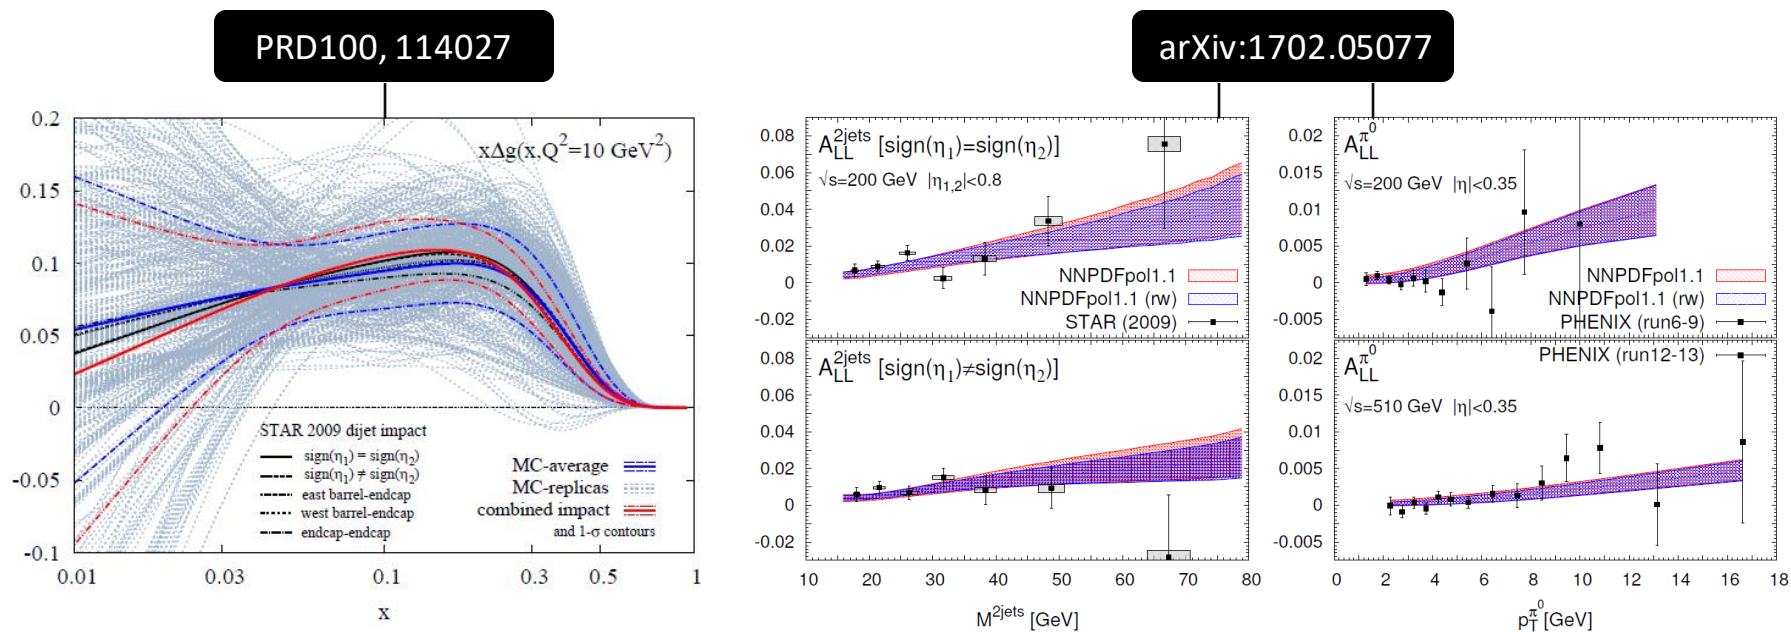 PRD100, 114027
arXiv:1702.05077
0.2
0.15
0.1
0.05
0
-0.05
-0.1
xΔg(x,Q²=10 GeV²)
STAR 2009 dijet impact
sign(η₁) = sign(η₂)
sign(η₁) ≠ sign(η₂)
east barrel-endcap
west barrel-endcap
endcap-endcap
MC-average
MC-replicas
combined impact
and 1-σ contours
0.01 0.03 0.1 0.3 0.5 1
x
0.08
0.06
0.04
0.02
0
-0.02
A_LL^2jets [sign(η₁)=sign(η₂)]
√s=200 GeV |η₁,₂|<0.8
NNPDFpol1.1
NNPDFpol1.1 (rw)
STAR (2009)
0.08
0.06
0.04
0.02
0
-0.02
A_LL^2jets [sign(η₁)≠sign(η₂)]
10 20 30 40 50 60 70 80
M^2jets [GeV]
0.02
0.015
0.01
0.005
0
-0.005
A_LL^π⁰
√s=200 GeV |η|<0.35
NNPDFpol1.1
NNPDFpol1.1 (rw)
PHENIX (run6-9)
0.02
0.015
0.01
0.005
0
-0.005
PHENIX (run12-13)
A_LL^π⁰
√s=510 GeV |η|<0.35
0 2 4 6 8 10 12 14 16 18
p_T^π⁰ [GeV]